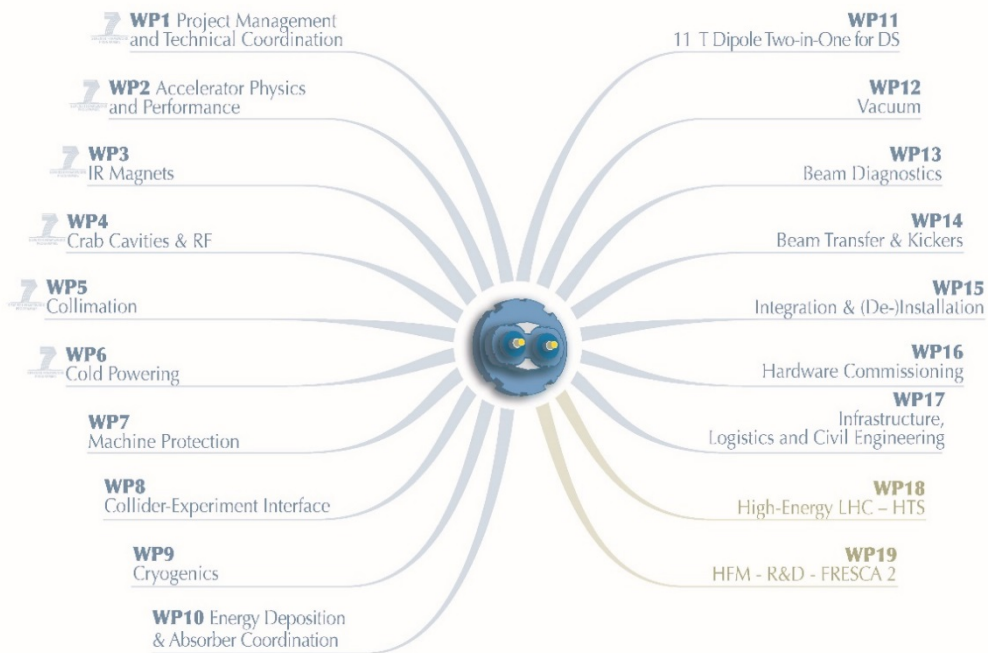 WP1 Project Management
and Technical Coordination
WP2 Accelerator Physics
and Performance
WP3
IR Magnets
WP4
Crab Cavities & RF
WP5
Collimation
WP6
Cold Powering
WP7
Machine Protection
WP8
Collider-Experiment Interface
WP9
Cryogenics
WP10 Energy Deposition
& Absorber Coordination
WP11
11 T Dipole Two-in-One for DS
WP12
Vacuum
WP13
Beam Diagnostics
WP14
Beam Transfer & Kickers
WP15
Integration & (De-)Installation
WP16
Hardware Commissioning
WP17
Infrastructure,
Logistics and Civil Engineering
WP18
High-Energy LHC – HTS
WP19
HFM - R&D - FRESCA 2